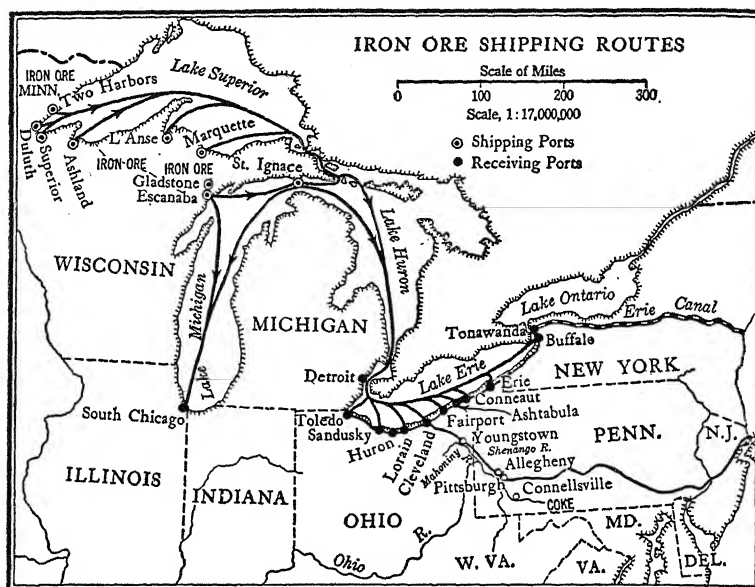 IRON ORE SHIPPING ROUTES
Scale of Miles
0 100 200 300
Scale, 1:17,000,000
Shipping Ports
Receiving Ports
IRON ORE
MINN.
Two Harbors
Lake Superior
Duluth
Superior
Ashland
L'Anse
Marquette
IRON-ORE
IRON ORE
St. Ignace
Gladstone
Escanaba
Lake Huron
WISCONSIN
Lake Michigan
MICHIGAN
Lake Ontario
Erie Canal
Tonawanda
Buffalo
NEW YORK
Detroit
Lake Erie
Erie
Conneaut
South Chicago
Toledo
Ashtabula
Sandusky
Fairport
Huron
Lorain
Cleveland
Youngstown
PENN.
N.J.
Shenango R.
Mahoning
Allegheny
ILLINOIS
INDIANA
Pittsburgh
Connellsville
COKE
OHIO
MD.
Ohio R.
W. VA.
VA.
DEL.